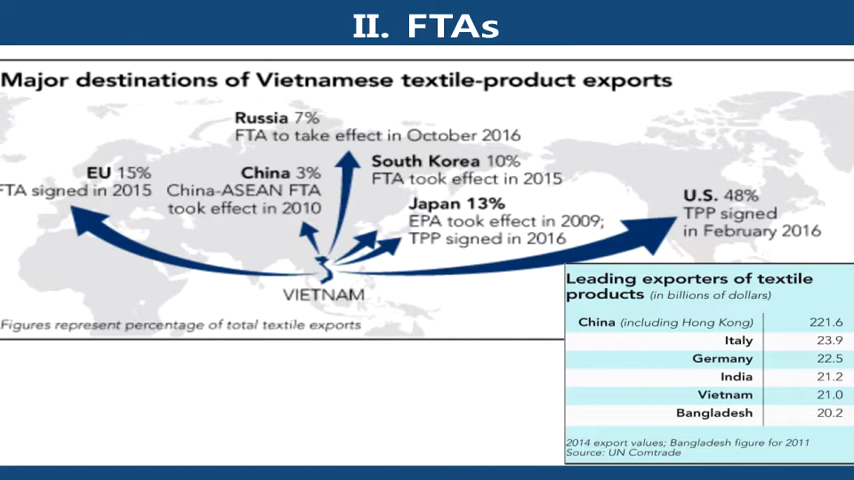 II. FTAs
Major destinations of Vietnamese textile-product exports
Russia 7%
FTA to take effect in October 2016
EU 15%
FTA signed in 2015
China 3%
China-ASEAN FTA
took effect in 2010
South Korea 10%
FTA took effect in 2015
Japan 13%
EPA took effect in 2009;
TPP signed in 2016
U.S. 48%
TPP signed
in February 2016
VIETNAM
Figures represent percentage of total textile exports
Leading exporters of textile
products (in billions of dollars)
China (including Hong Kong) 221.6
Italy 23.9
Germany 22.5
India 21.2
Vietnam 21.0
Bangladesh 20.2
2014 export values; Bangladesh figure for 2011
Source: UN Comtrade